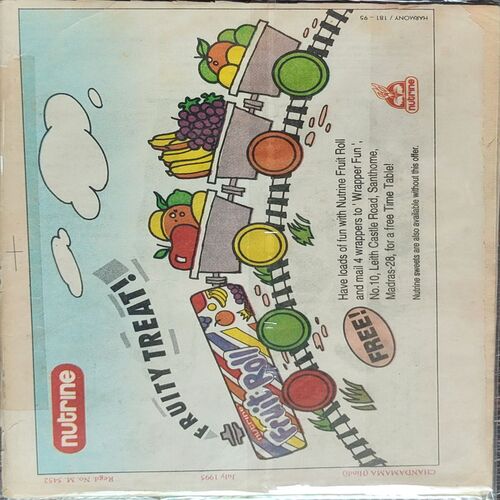 nutrine
FRUITY TREAT!
nutrine
Fruit Roll
FREE!
Have loads of fun with Nutrine Fruit Roll
and mail 4 wrappers to 'Wrapper Fun',
No.10, Leith Castle Road, Santhome,
Madras-28, for a free Time Table!
Nutrine sweets are also available without this offer.
nutrine
HARMONY / 181 - 95
CHANDAMAMA (Hindi)
July 1995
Regd. No. M. 5452